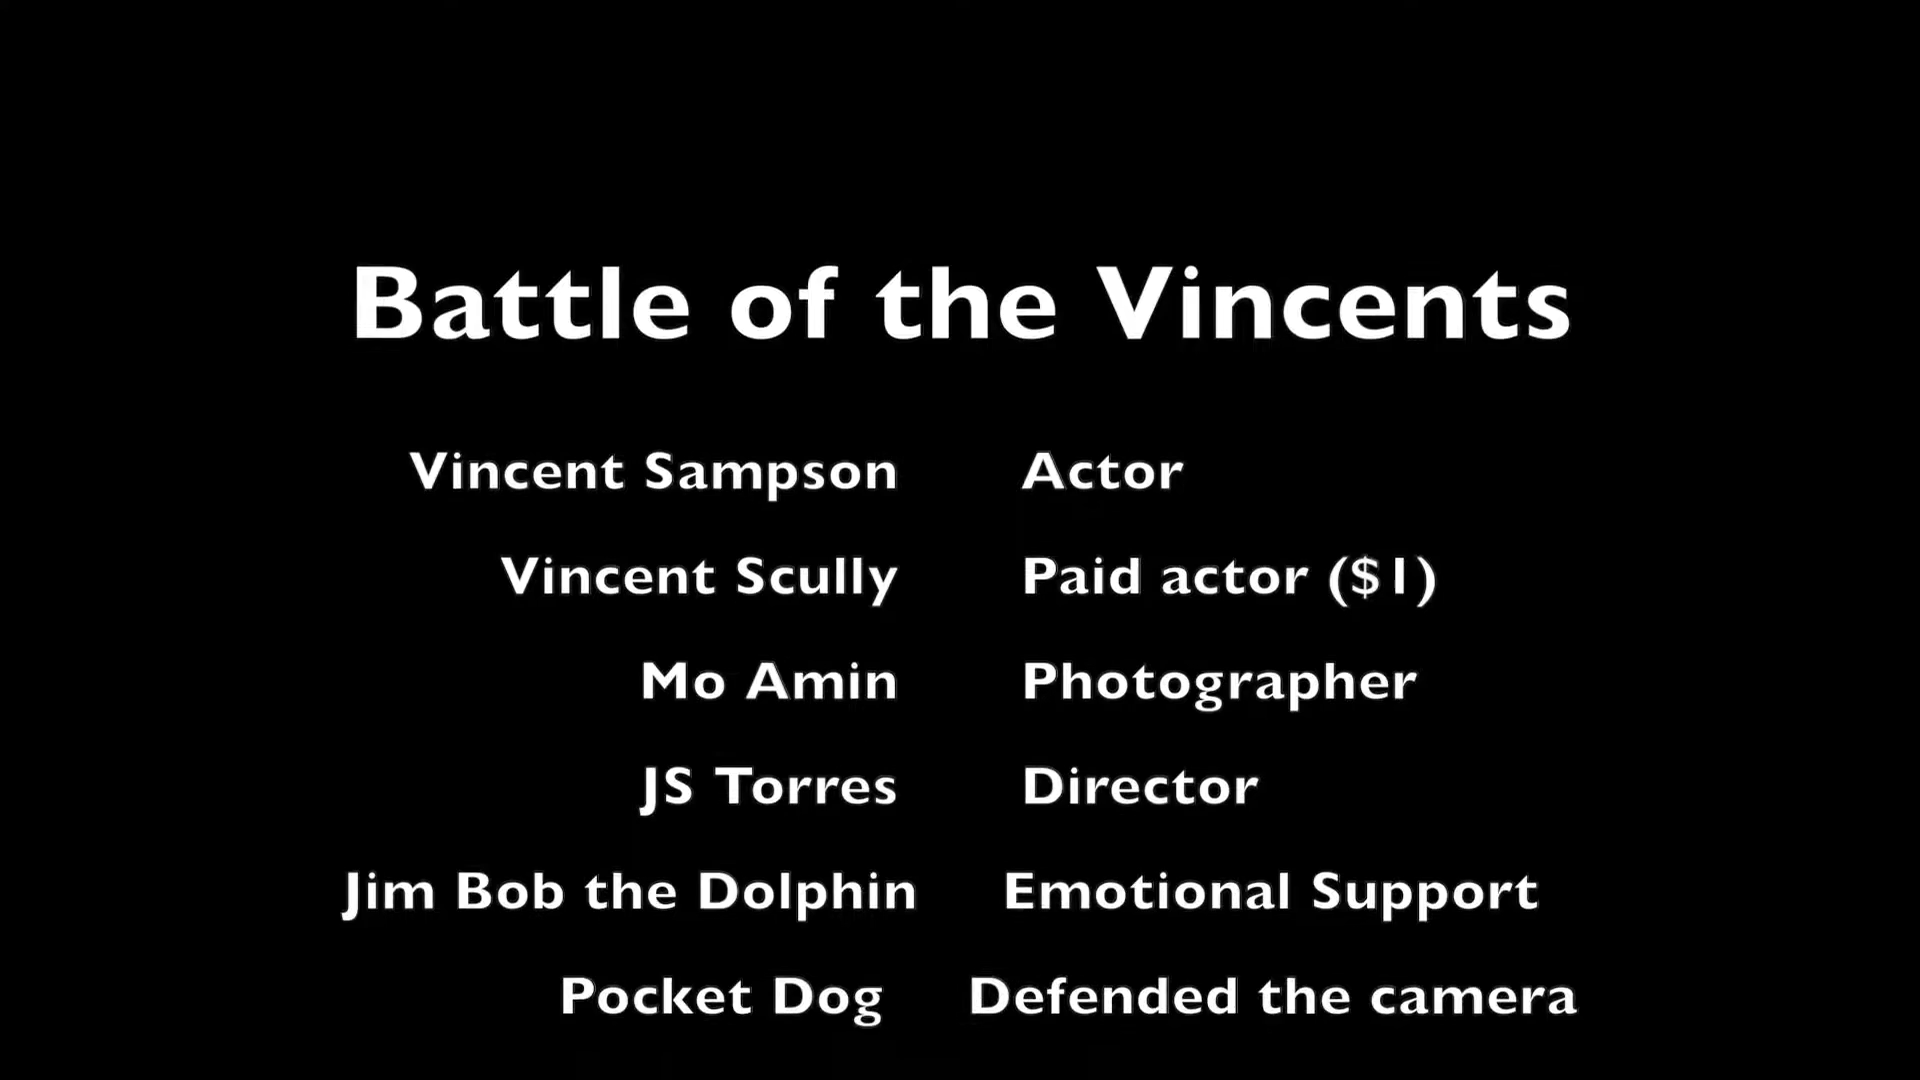 Battle of the Vincents
Vincent Sampson Actor
Vincent Scully Paid actor ($1)
Mo Amin Photographer
JS Torres Director
Jim Bob the Dolphin Emotional Support
Pocket Dog Defended the camera